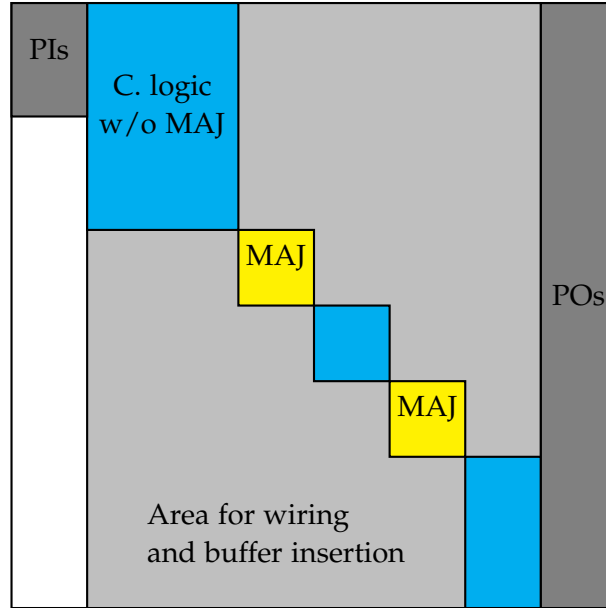 PIs
C. logic
w/o MAJ
MAJ
POs
MAJ
Area for wiring
and buffer insertion